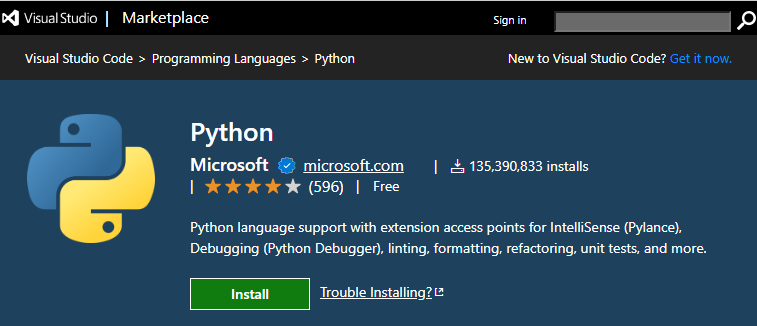 Visual Studio | Marketplace Sign in
Visual Studio Code > Programming Languages > Python New to Visual Studio Code? Get it now.
Python
Microsoft microsoft.com | 135,390,833 installs
| (596) | Free
Python language support with extension access points for IntelliSense (Pylance),
Debugging (Python Debugger), linting, formatting, refactoring, unit tests, and more.
Install Trouble Installing?